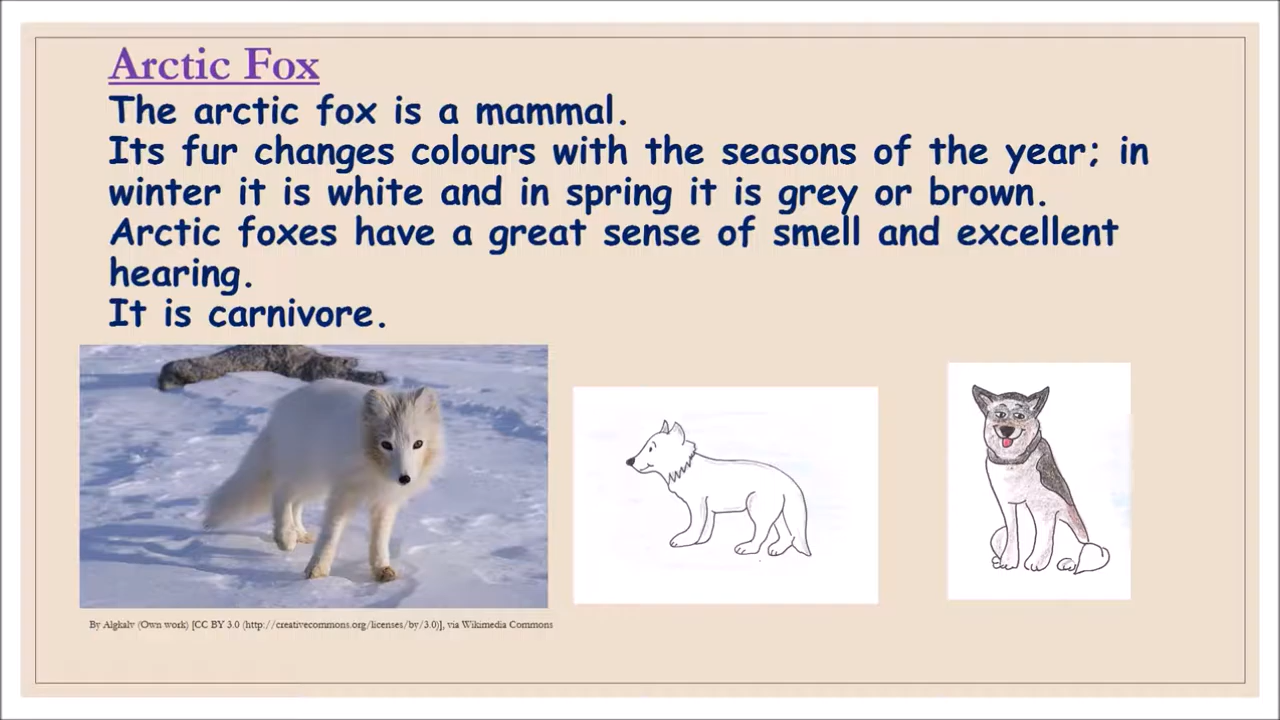 Arctic Fox
The arctic fox is a mammal.
Its fur changes colours with the seasons of the year; in
winter it is white and in spring it is grey or brown.
Arctic foxes have a great sense of smell and excellent
hearing.
It is carnivore.
By Algkalv (Own work) [CC BY 3.0 (http://creativecommons.org/licenses/by/3.0)], via Wikimedia Commons